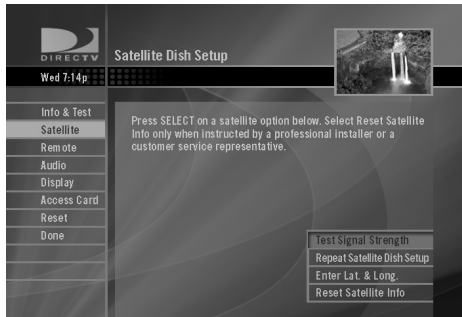 DIRECTV
Satellite Dish Setup
Wed 7:14p
Info & Test
Satellite
Remote
Audio
Display
Access Card
Reset
Done
Press SELECT on a satellite option below. Select Reset Satellite
Info only when instructed by a professional installer or a
customer service representative.
Test Signal Strength
Repeat Satellite Dish Setup
Enter Lat. & Long.
Reset Satellite Info